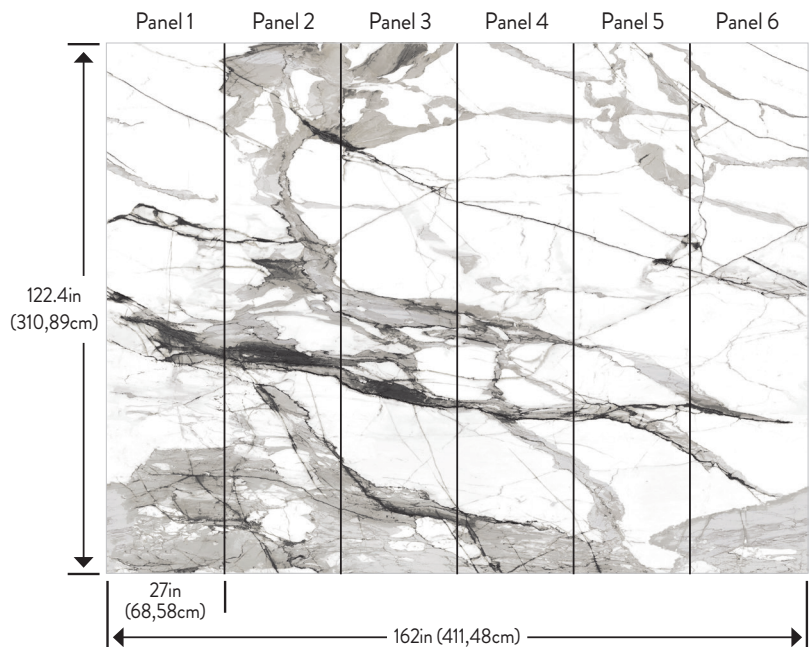 Panel 1 Panel 2 Panel 3 Panel 4 Panel 5 Panel 6
122.4in
(310,89cm)
27in
(68,58cm)
162in (411,48cm)